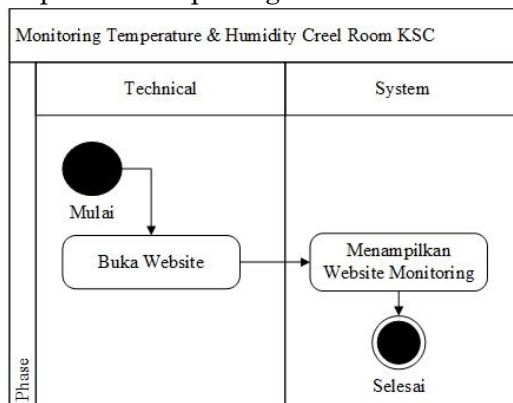 Monitoring Temperature & Humidity Creel Room KSC
Technical
System
Mulai
Buka Website
Menampilkan
Website Monitoring
Selesai
Phase